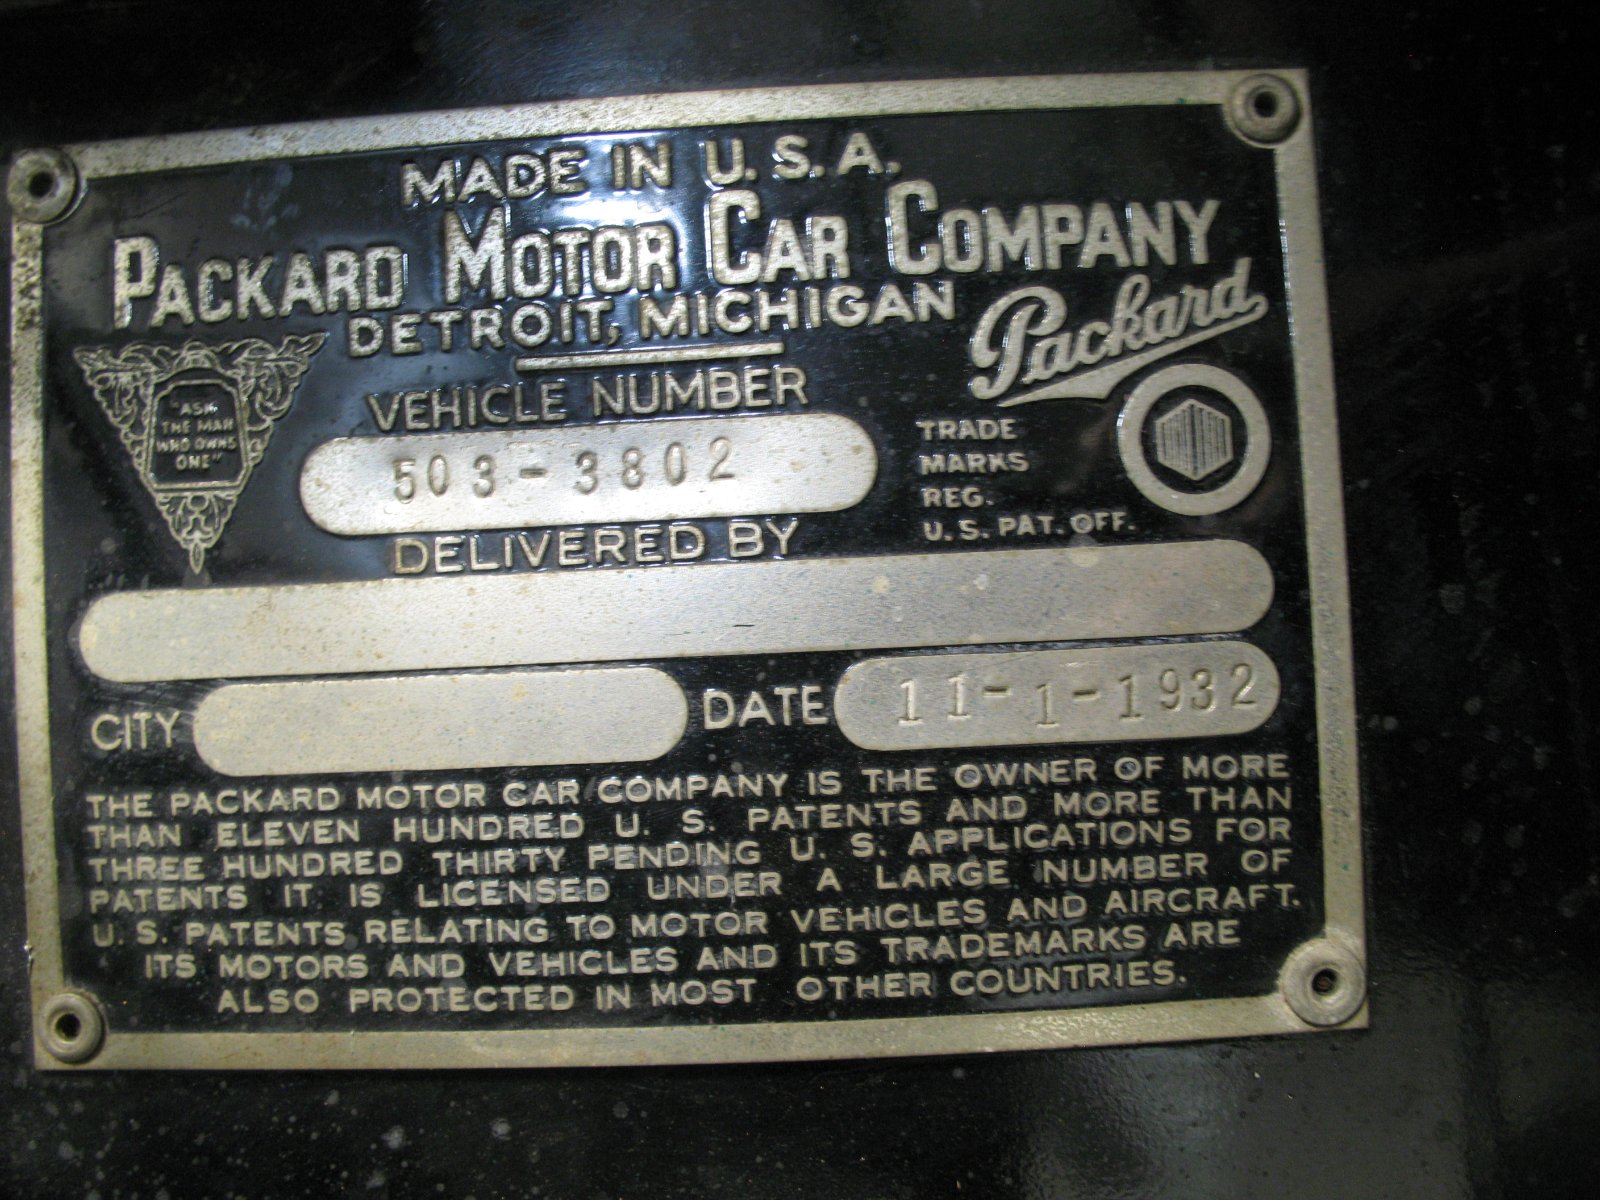 MADE IN U.S.A.
PACKARD MOTOR CAR COMPANY
DETROIT, MICHIGAN
Packard
"ASK
THE MAN
WHO OWNS
ONE"
VEHICLE NUMBER
503-3802
TRADE
MARKS
REG.
U.S. PAT. OFF.
DELIVERED BY
CITY
DATE 11-1-1932
THE PACKARD MOTOR CAR COMPANY IS THE OWNER OF MORE
THAN ELEVEN HUNDRED U. S. PATENTS AND MORE THAN
THREE HUNDRED THIRTY PENDING U. S. APPLICATIONS FOR
PATENTS IT IS LICENSED UNDER A LARGE NUMBER OF
U. S. PATENTS RELATING TO MOTOR VEHICLES AND AIRCRAFT.
ITS MOTORS AND VEHICLES AND ITS TRADEMARKS ARE
ALSO PROTECTED IN MOST OTHER COUNTRIES.